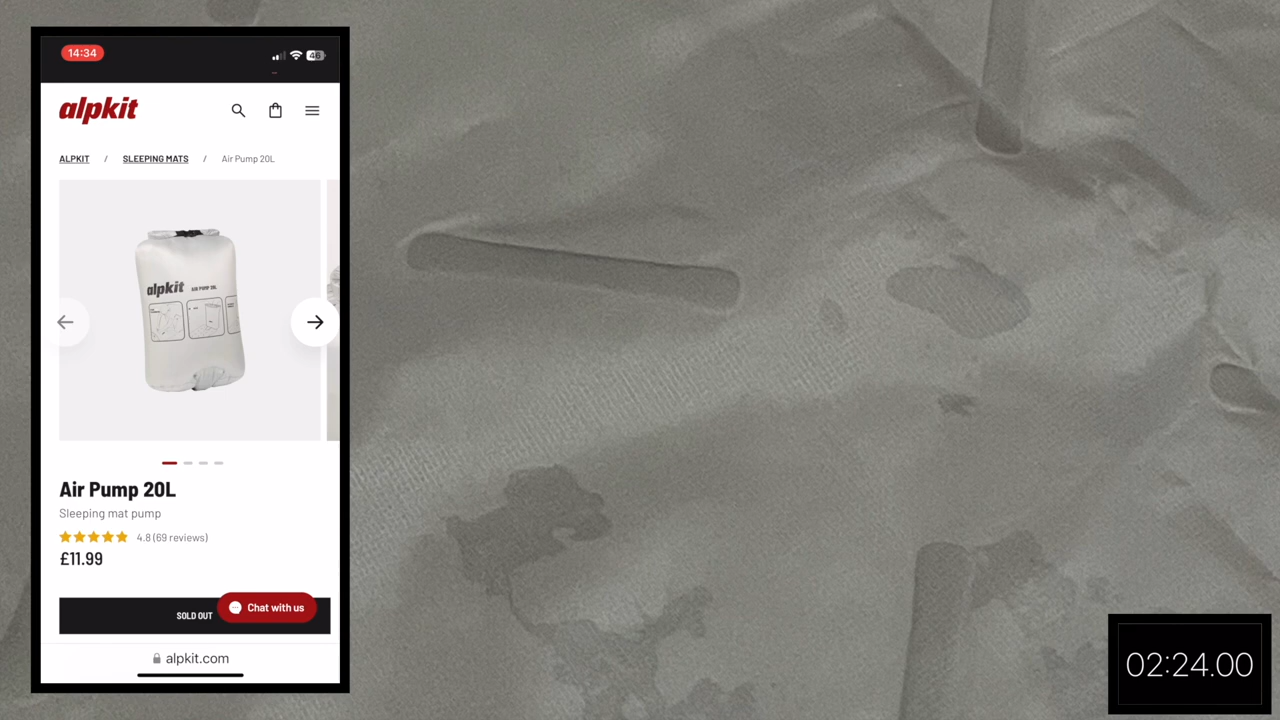 14:34
46
alpkit
ALPKIT / SLEEPING MATS / Air Pump 20L
alpkit AIR PUMP 20L
Air Pump 20L
Sleeping mat pump
4.8 (69 reviews)
£11.99
SOLD OUT
Chat with us
alpkit.com
02:24.00